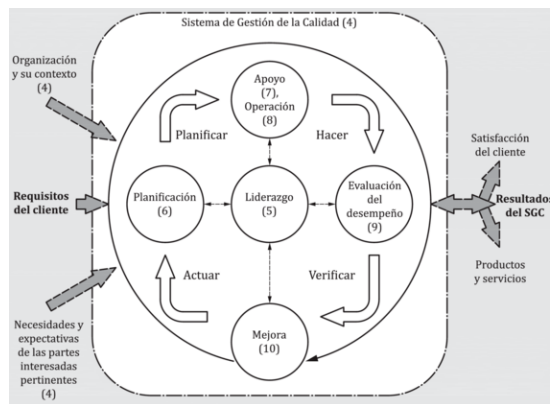 Sistema de Gestión de la Calidad (4)
Organización
y su contexto
(4)
Apoyo
(7),
Operación
(8)
Planificar
Hacer
Satisfacción
del cliente
Requisitos
del cliente
Planificación
(6)
Liderazgo
(5)
Evaluación
del
desempeño
(9)
Resultados
del SGC
Actuar
Verificar
Productos
y servicios
Necesidades y
expectativas
de las partes
interesadas
pertinentes
(4)
Mejora
(10)